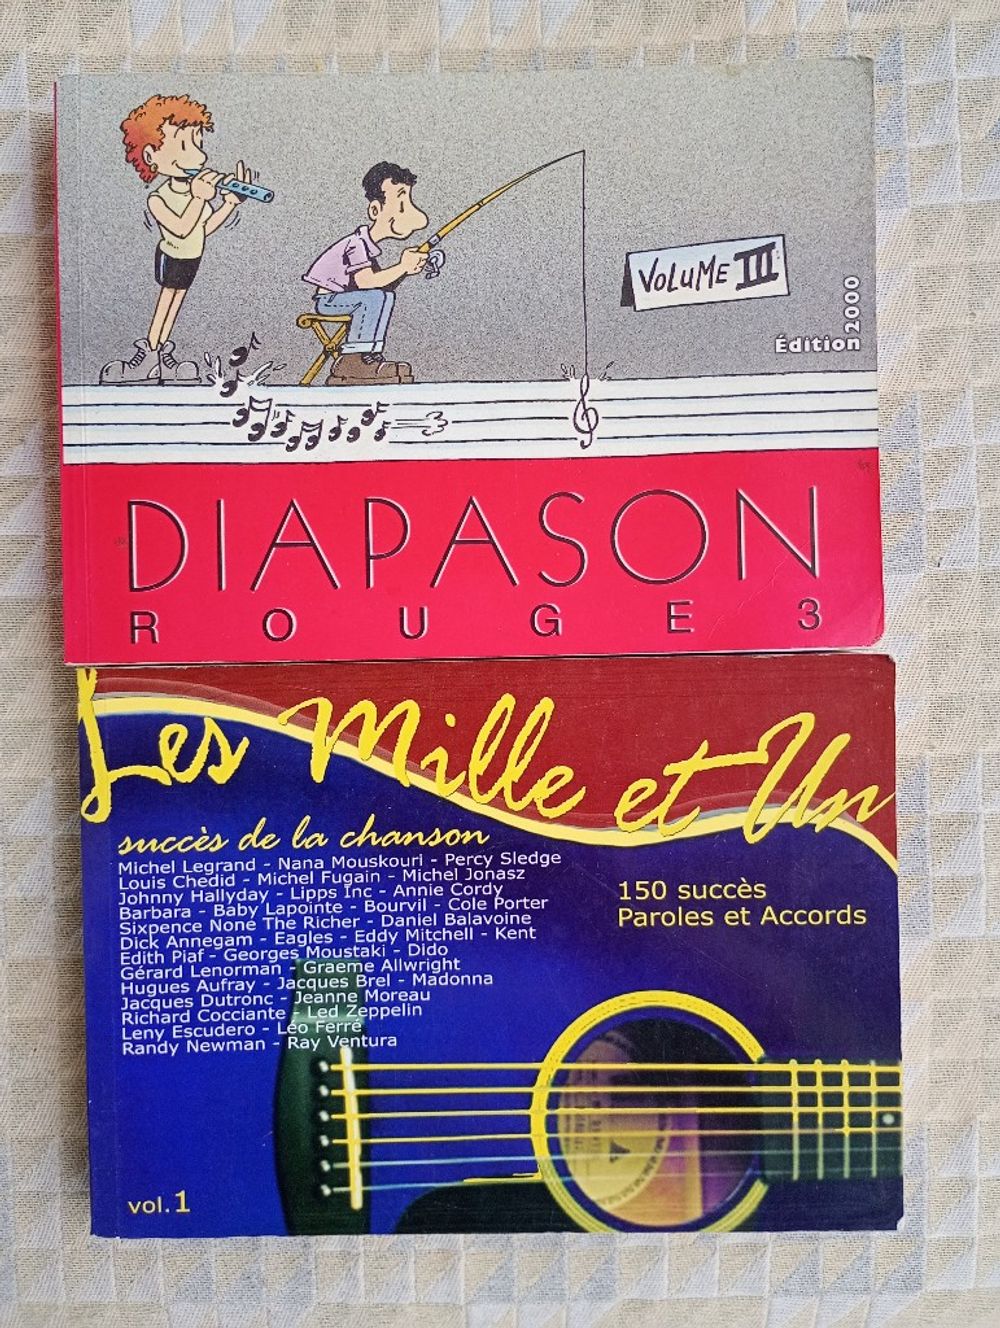 VOLUME III
Édition 2000
DIAPASON
ROUGE 3
Les Mille et Un
succès de la chanson
Michel Legrand - Nana Mouskouri - Percy Sledge
Louis Chedid - Michel Fugain - Michel Jonasz
Johnny Hallyday - Lipps Inc - Annie Cordy
Barbara - Baby Lapointe - Bourvil - Cole Porter
Sixpence None The Richer - Daniel Balavoine
Dick Annegam - Eagles - Eddy Mitchell - Kent
Edith Piaf - Georges Moustaki - Dido
Gérard Lenorman - Graeme Allwright
Hugues Aufray - Jacques Brel - Madonna
Jacques Dutronc - Jeanne Moreau
Richard Cocciante - Led Zeppelin
Leny Escudero - Léo Ferré
Randy Newman - Ray Ventura
150 succès
Paroles et Accords
vol.1